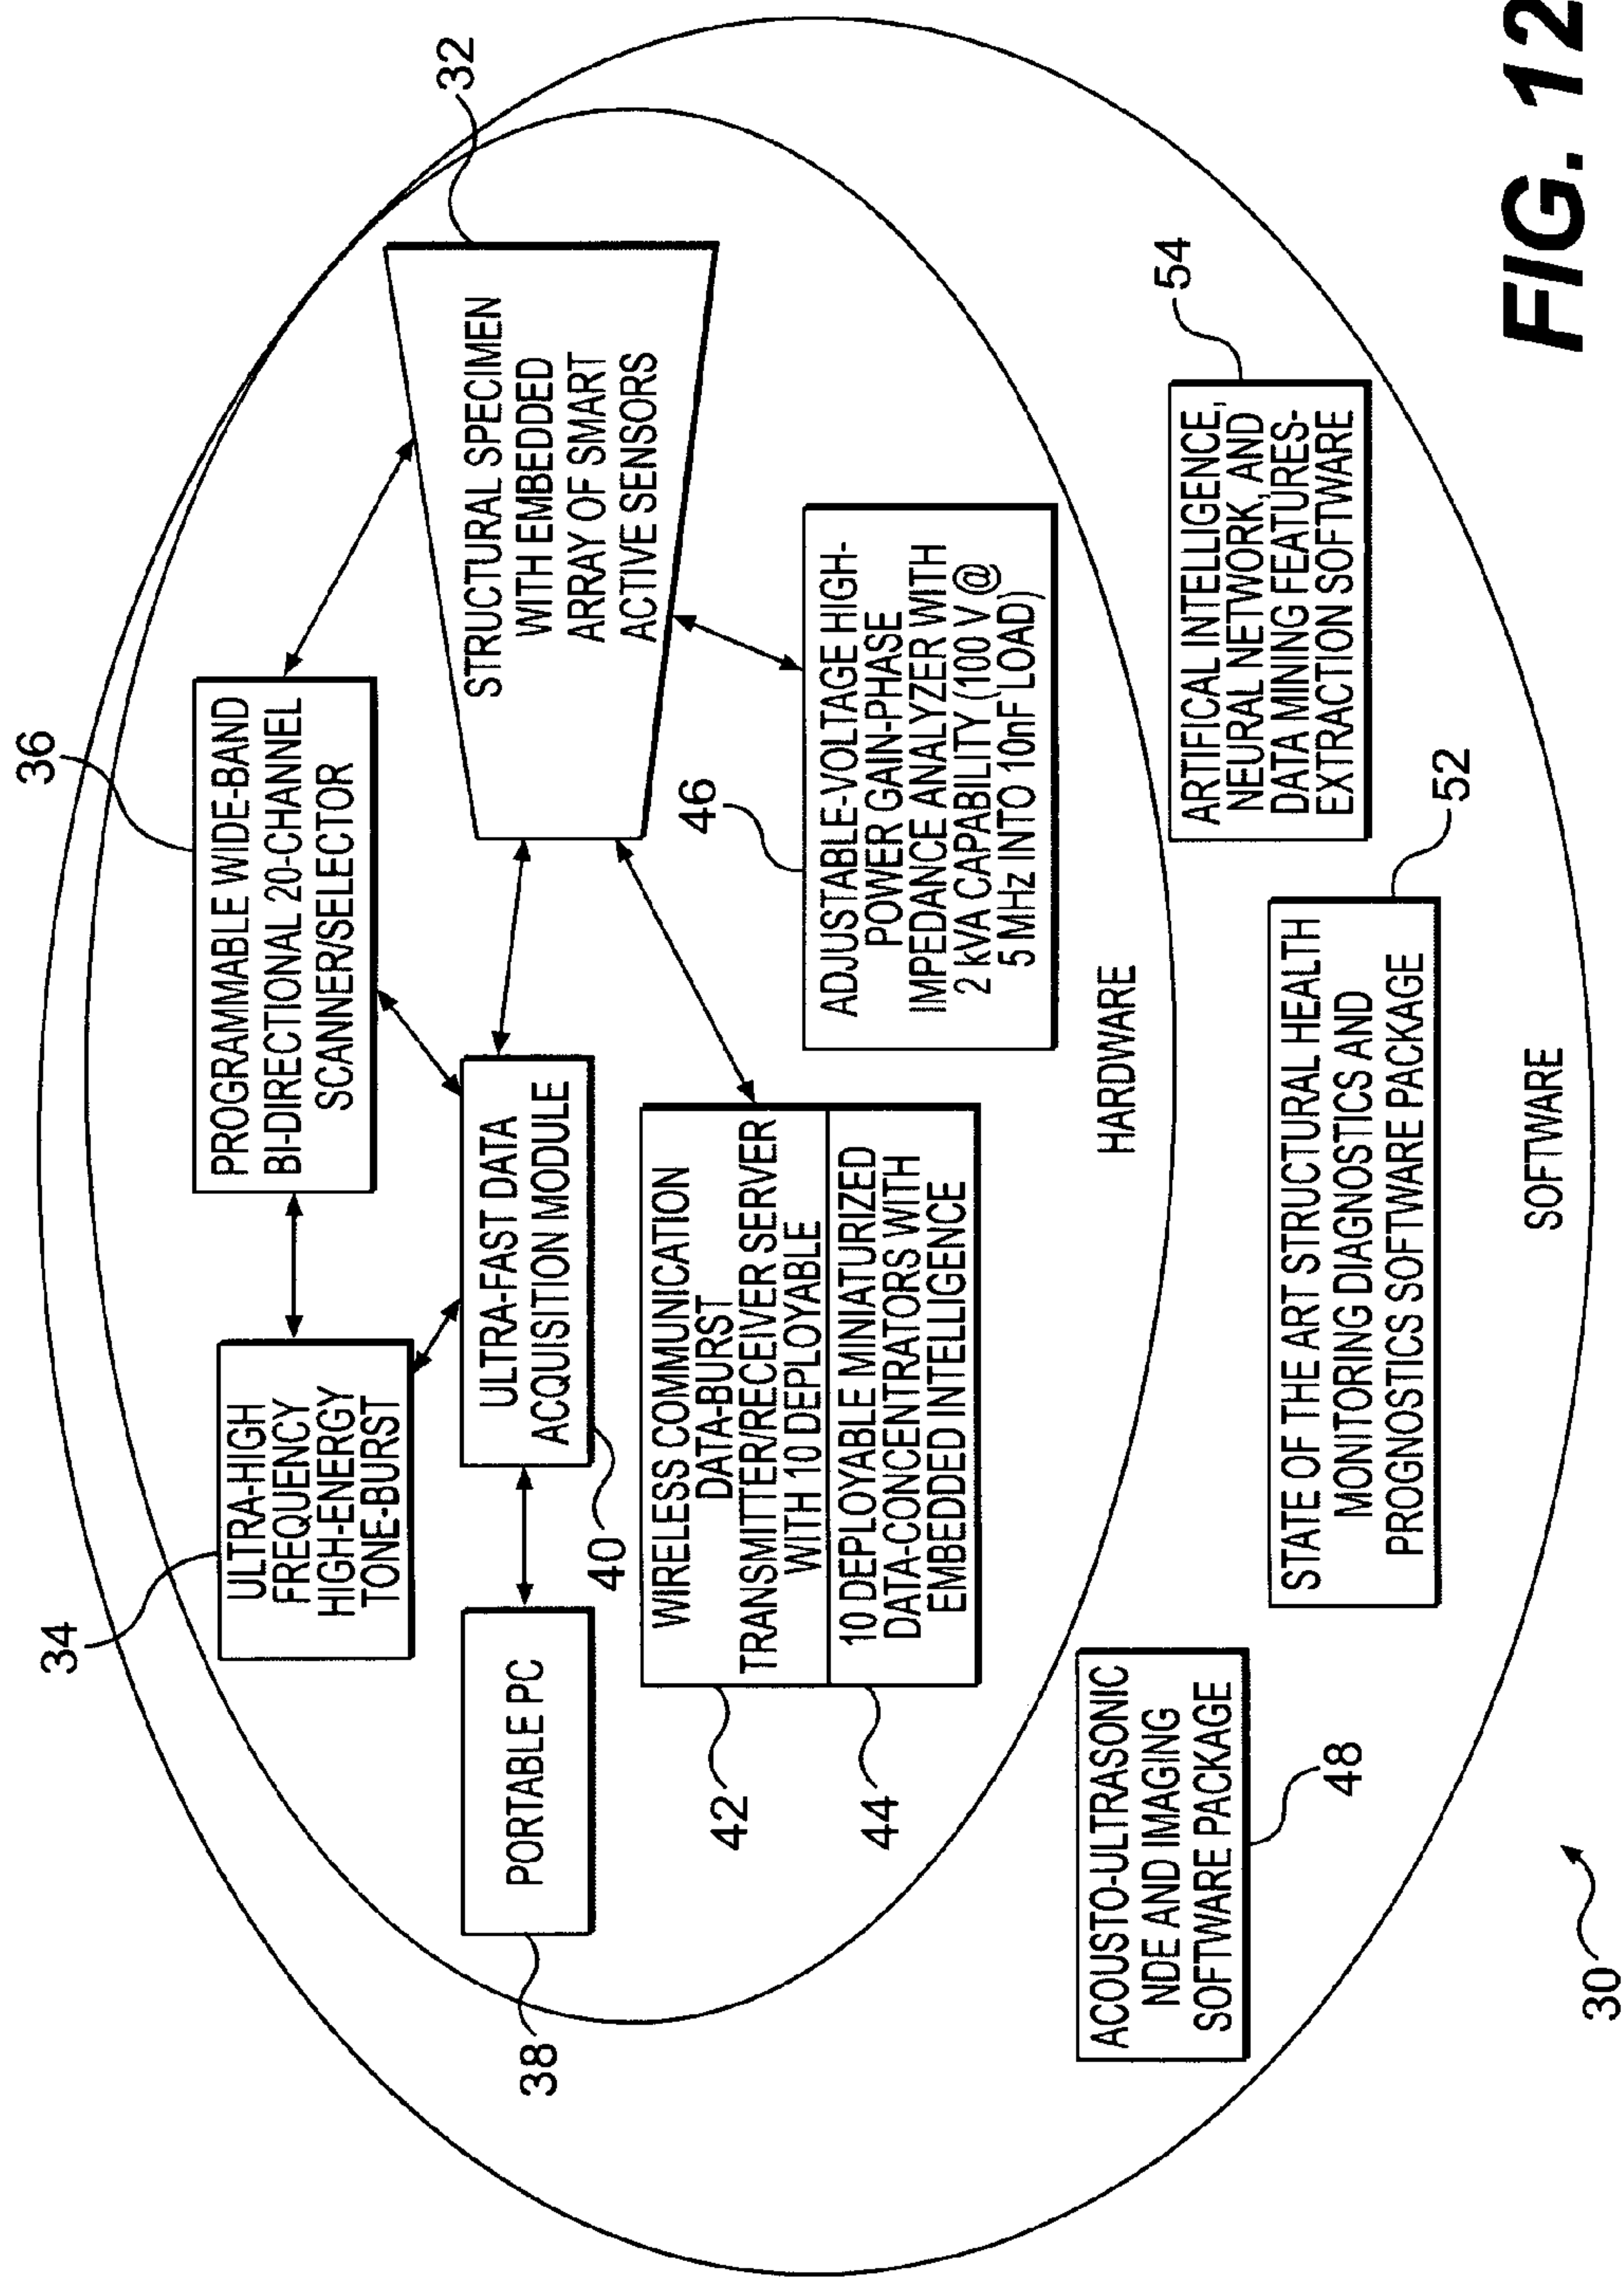 36
34
32
PROGRAMMABLE WIDE-BAND
BI-DIRECTIONAL 20-CHANNEL
SCANNER/SELECTOR
ULTRA-HIGH
FREQUENCY
HIGH-ENERGY
TONE-BURST
STRUCTURAL SPECIMEN
WITH EMBEDDED
ARRAY OF SMART
ACTIVE SENSORS
ULTRA-FAST DATA
ACQUISITION MODULE
40
PORTABLE PC
38
WIRELESS COMMUNICATION
DATA-BURST
TRANSMITTER/RECEIVER SERVER
WITH 10 DEPLOYABLE
42
10 DEPLOYABLE MINIATURIZED
DATA-CONCENTRATORS WITH
EMBEDDED INTELLIGENCE
44
46
ADJUSTABLE-VOLTAGE HIGH-
POWER GAIN-PHASE
IMPEDANCE ANALYZER WITH
2 kVA CAPABILITY (100 V @
5 MHz INTO 10nF LOAD)
HARDWARE
ACOUSTO-ULTRASONIC
NDE AND IMAGING
SOFTWARE PACKAGE
48
54
ARTIFICAL INTELLIGENCE,
NEURAL NETWORK, AND
DATA MINING FEATURES-
EXTRACTION SOFTWARE
52
STATE OF THE ART STRUCTURAL HEALTH
MONITORING DIAGNOSTICS AND
PROGNOSTICS SOFTWARE PACKAGE
SOFTWARE
30
FIG. 12